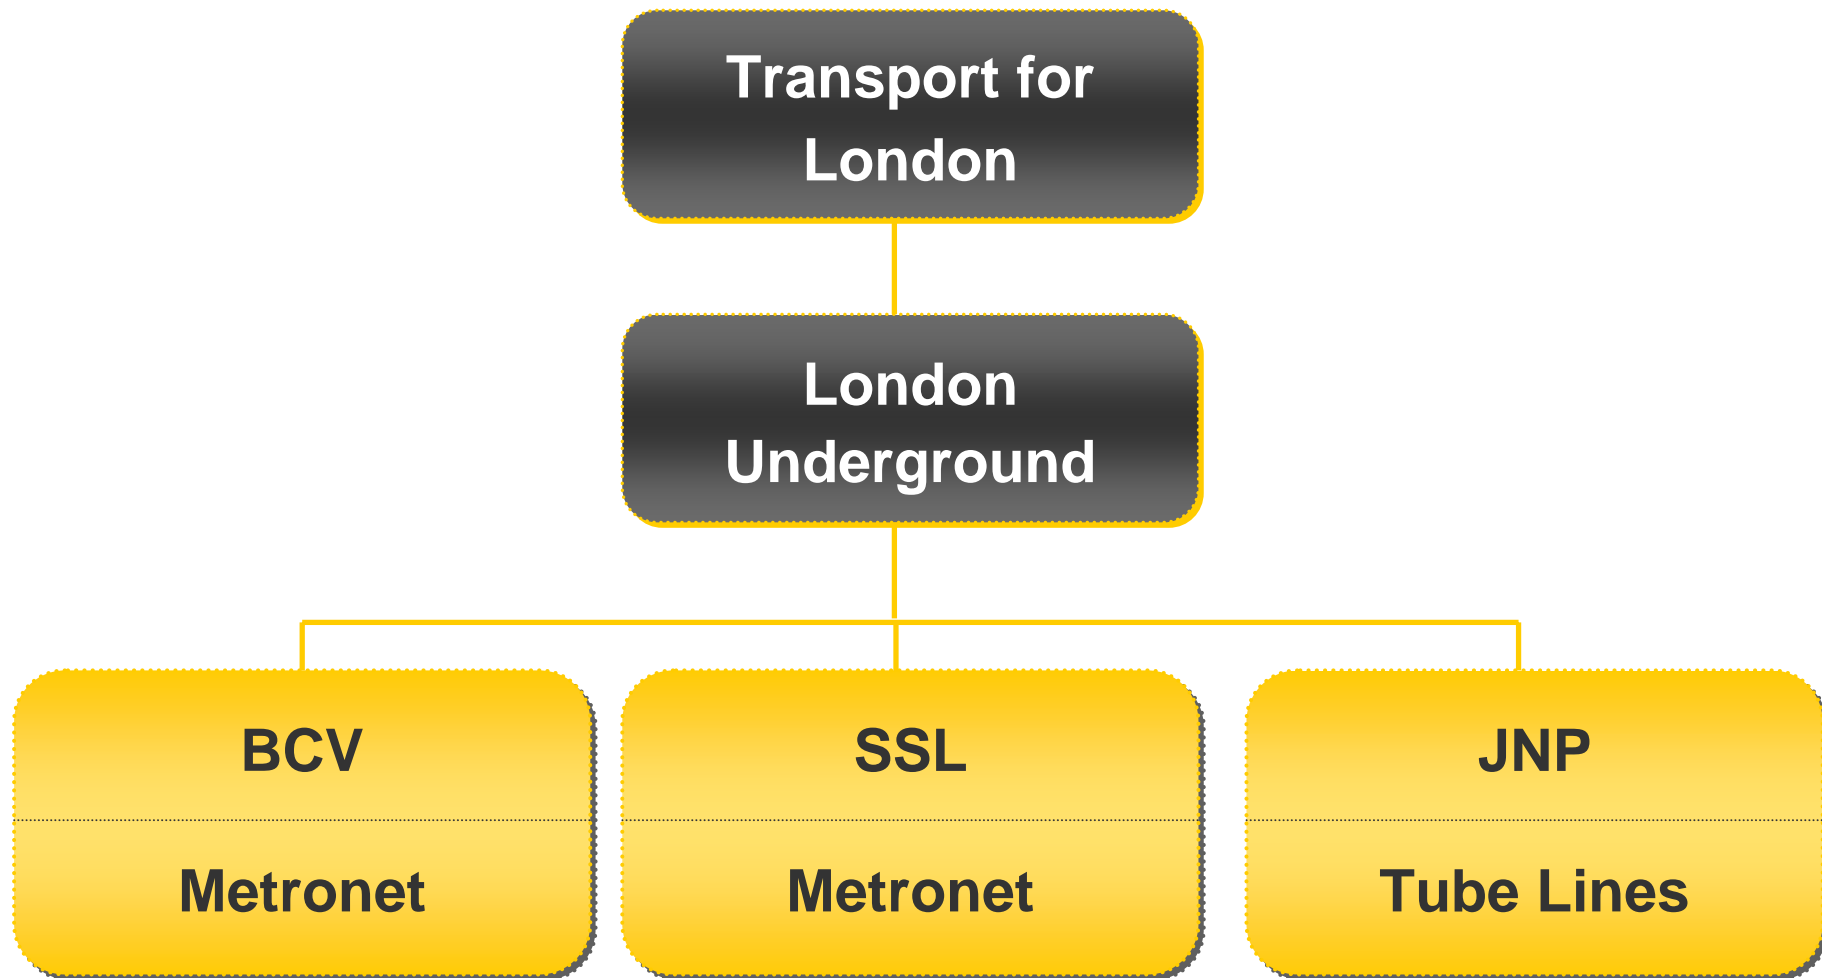 Transport for
London
London
Underground
BCV
SSL
JNP
Metronet
Metronet
Tube Lines